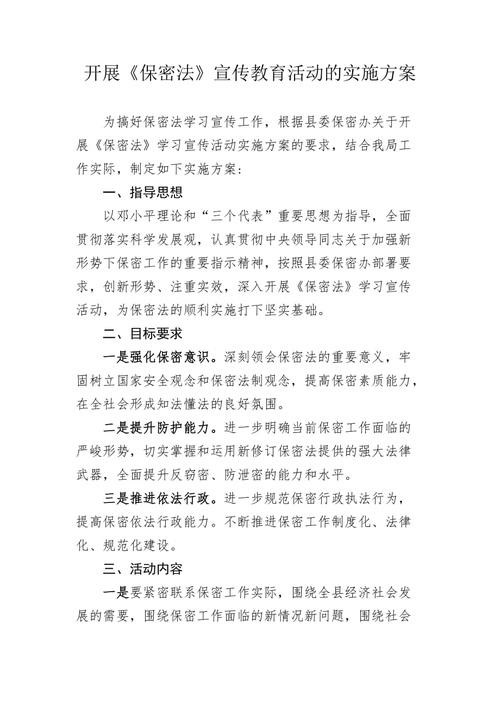 开展《保密法》宣传教育活动的实施方案
为搞好保密法学习宣传工作，根据县委保密办关于开
展《保密法》学习宣传活动实施方案的要求，结合我局工
作实际，制定如下实施方案:
一、指导思想
以邓小平理论和“三个代表”重要思想为指导，全面
贯彻落实科学发展观，认真贯彻中央领导同志关于加强新
形势下保密工作的重要指示精神，按照县委保密办部署要
求，创新形势、注重实效，深入开展《保密法》学习宣传
活动，为保密法的顺利实施打下坚实基础。
二、目标要求
一是强化保密意识。深刻领会保密法的重要意义，牢
固树立国家安全观念和保密法制观念，提高保密素质能力，
在全社会形成知法懂法的良好氛围。
二是提升防护能力。进一步明确当前保密工作面临的
严峻形势，切实掌握和运用新修订保密法提供的强大法律
武器，全面提升反窃密、防泄密的能力和水平。
三是推进依法行政。进一步规范保密行政执法行为，
提高保密依法行政能力。不断推进保密工作制度化、法律
化、规范化建设。
三、活动内容
一是要紧密联系保密工作实际，围绕全县经济社会发
展的需要，围绕保密工作面临的新情况新问题，围绕社会